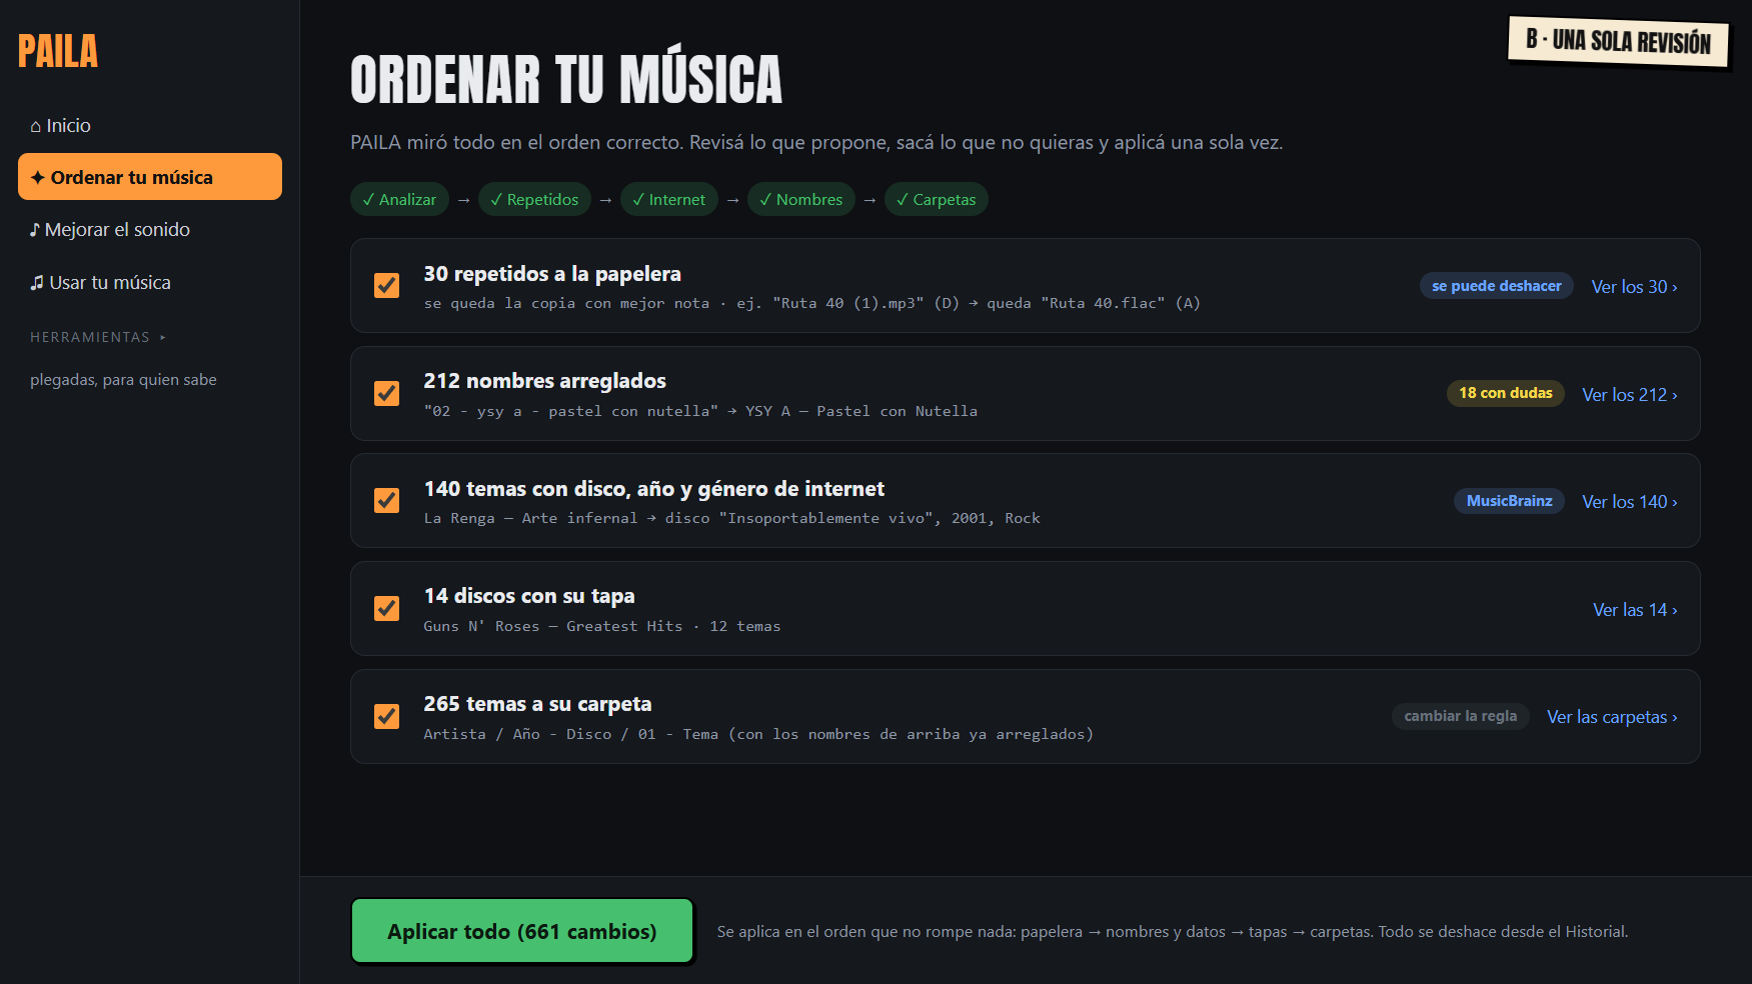 PAILA
⌂ Inicio
✦ Ordenar tu música
♪ Mejorar el sonido
♫ Usar tu música
HERRAMIENTAS ▸
plegadas, para quien sabe
B · UNA SOLA REVISIÓN
ORDENAR TU MÚSICA
PAILA miró todo en el orden correcto. Revisá lo que propone, sacá lo que no quieras y aplicá una sola vez.
✓ Analizar → ✓ Repetidos → ✓ Internet → ✓ Nombres → ✓ Carpetas
30 repetidos a la papelera
se queda la copia con mejor nota · ej. "Ruta 40 (1).mp3" (D) → queda "Ruta 40.flac" (A)
se puede deshacer
Ver los 30 ›
212 nombres arreglados
"02 - ysy a - pastel con nutella" → YSY A — Pastel con Nutella
18 con dudas
Ver los 212 ›
140 temas con disco, año y género de internet
La Renga — Arte infernal → disco "Insoportablemente vivo", 2001, Rock
MusicBrainz
Ver los 140 ›
14 discos con su tapa
Guns N' Roses — Greatest Hits · 12 temas
Ver las 14 ›
265 temas a su carpeta
Artista / Año - Disco / 01 - Tema (con los nombres de arriba ya arreglados)
cambiar la regla
Ver las carpetas ›
Aplicar todo (661 cambios)
Se aplica en el orden que no rompe nada: papelera → nombres y datos → tapas → carpetas. Todo se deshace desde el Historial.